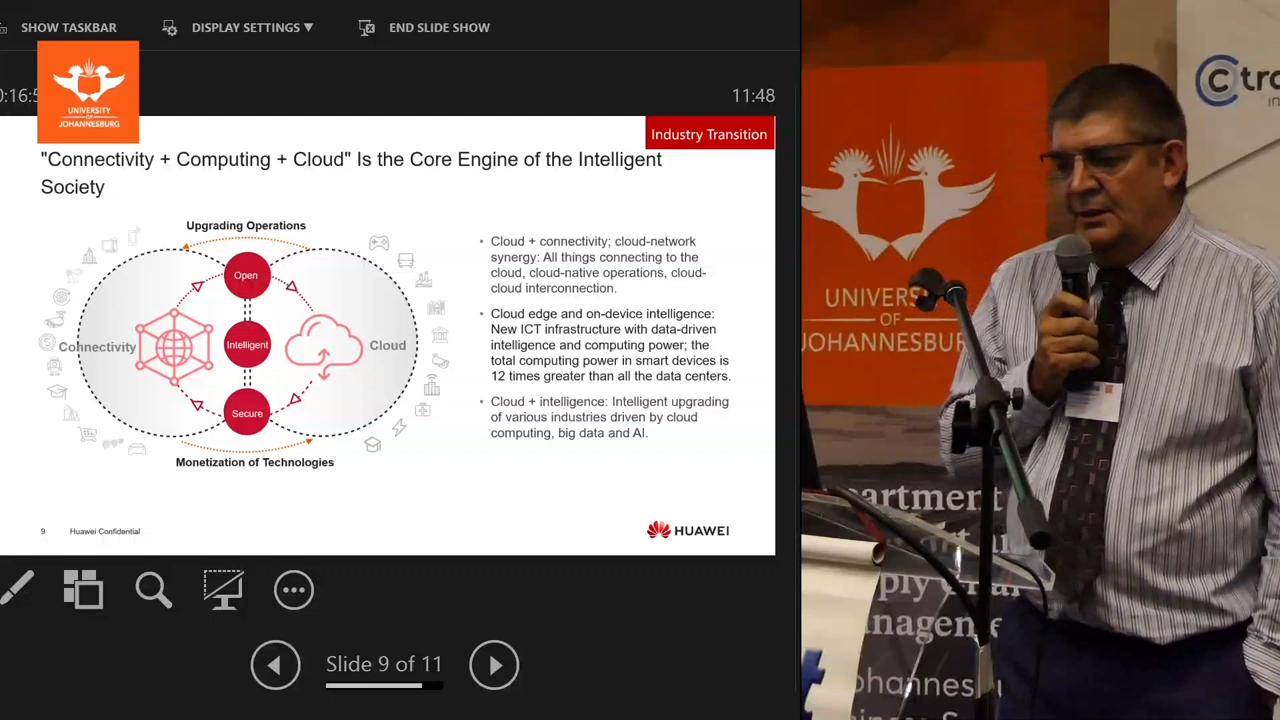 SHOW TASKBAR
DISPLAY SETTINGS ▼
END SLIDE SHOW
11:48
UNIVERSITY
OF
JOHANNESBURG
Industry Transition
"Connectivity + Computing + Cloud" Is the Core Engine of the Intelligent
Society
Upgrading Operations
Open
Connectivity
Intelligent
Cloud
Secure
Monetization of Technologies
• Cloud + connectivity; cloud-network
synergy: All things connecting to the
cloud, cloud-native operations, cloud-
cloud interconnection.
• Cloud edge and on-device intelligence:
New ICT infrastructure with data-driven
intelligence and computing power; the
total computing power in smart devices is
12 times greater than all the data centers.
• Cloud + intelligence: Intelligent upgrading
of various industries driven by cloud
computing, big data and AI.
9 Huawei Confidential
HUAWEI
Slide 9 of 11
UNIVERSI
OF
JOHANNESBURG